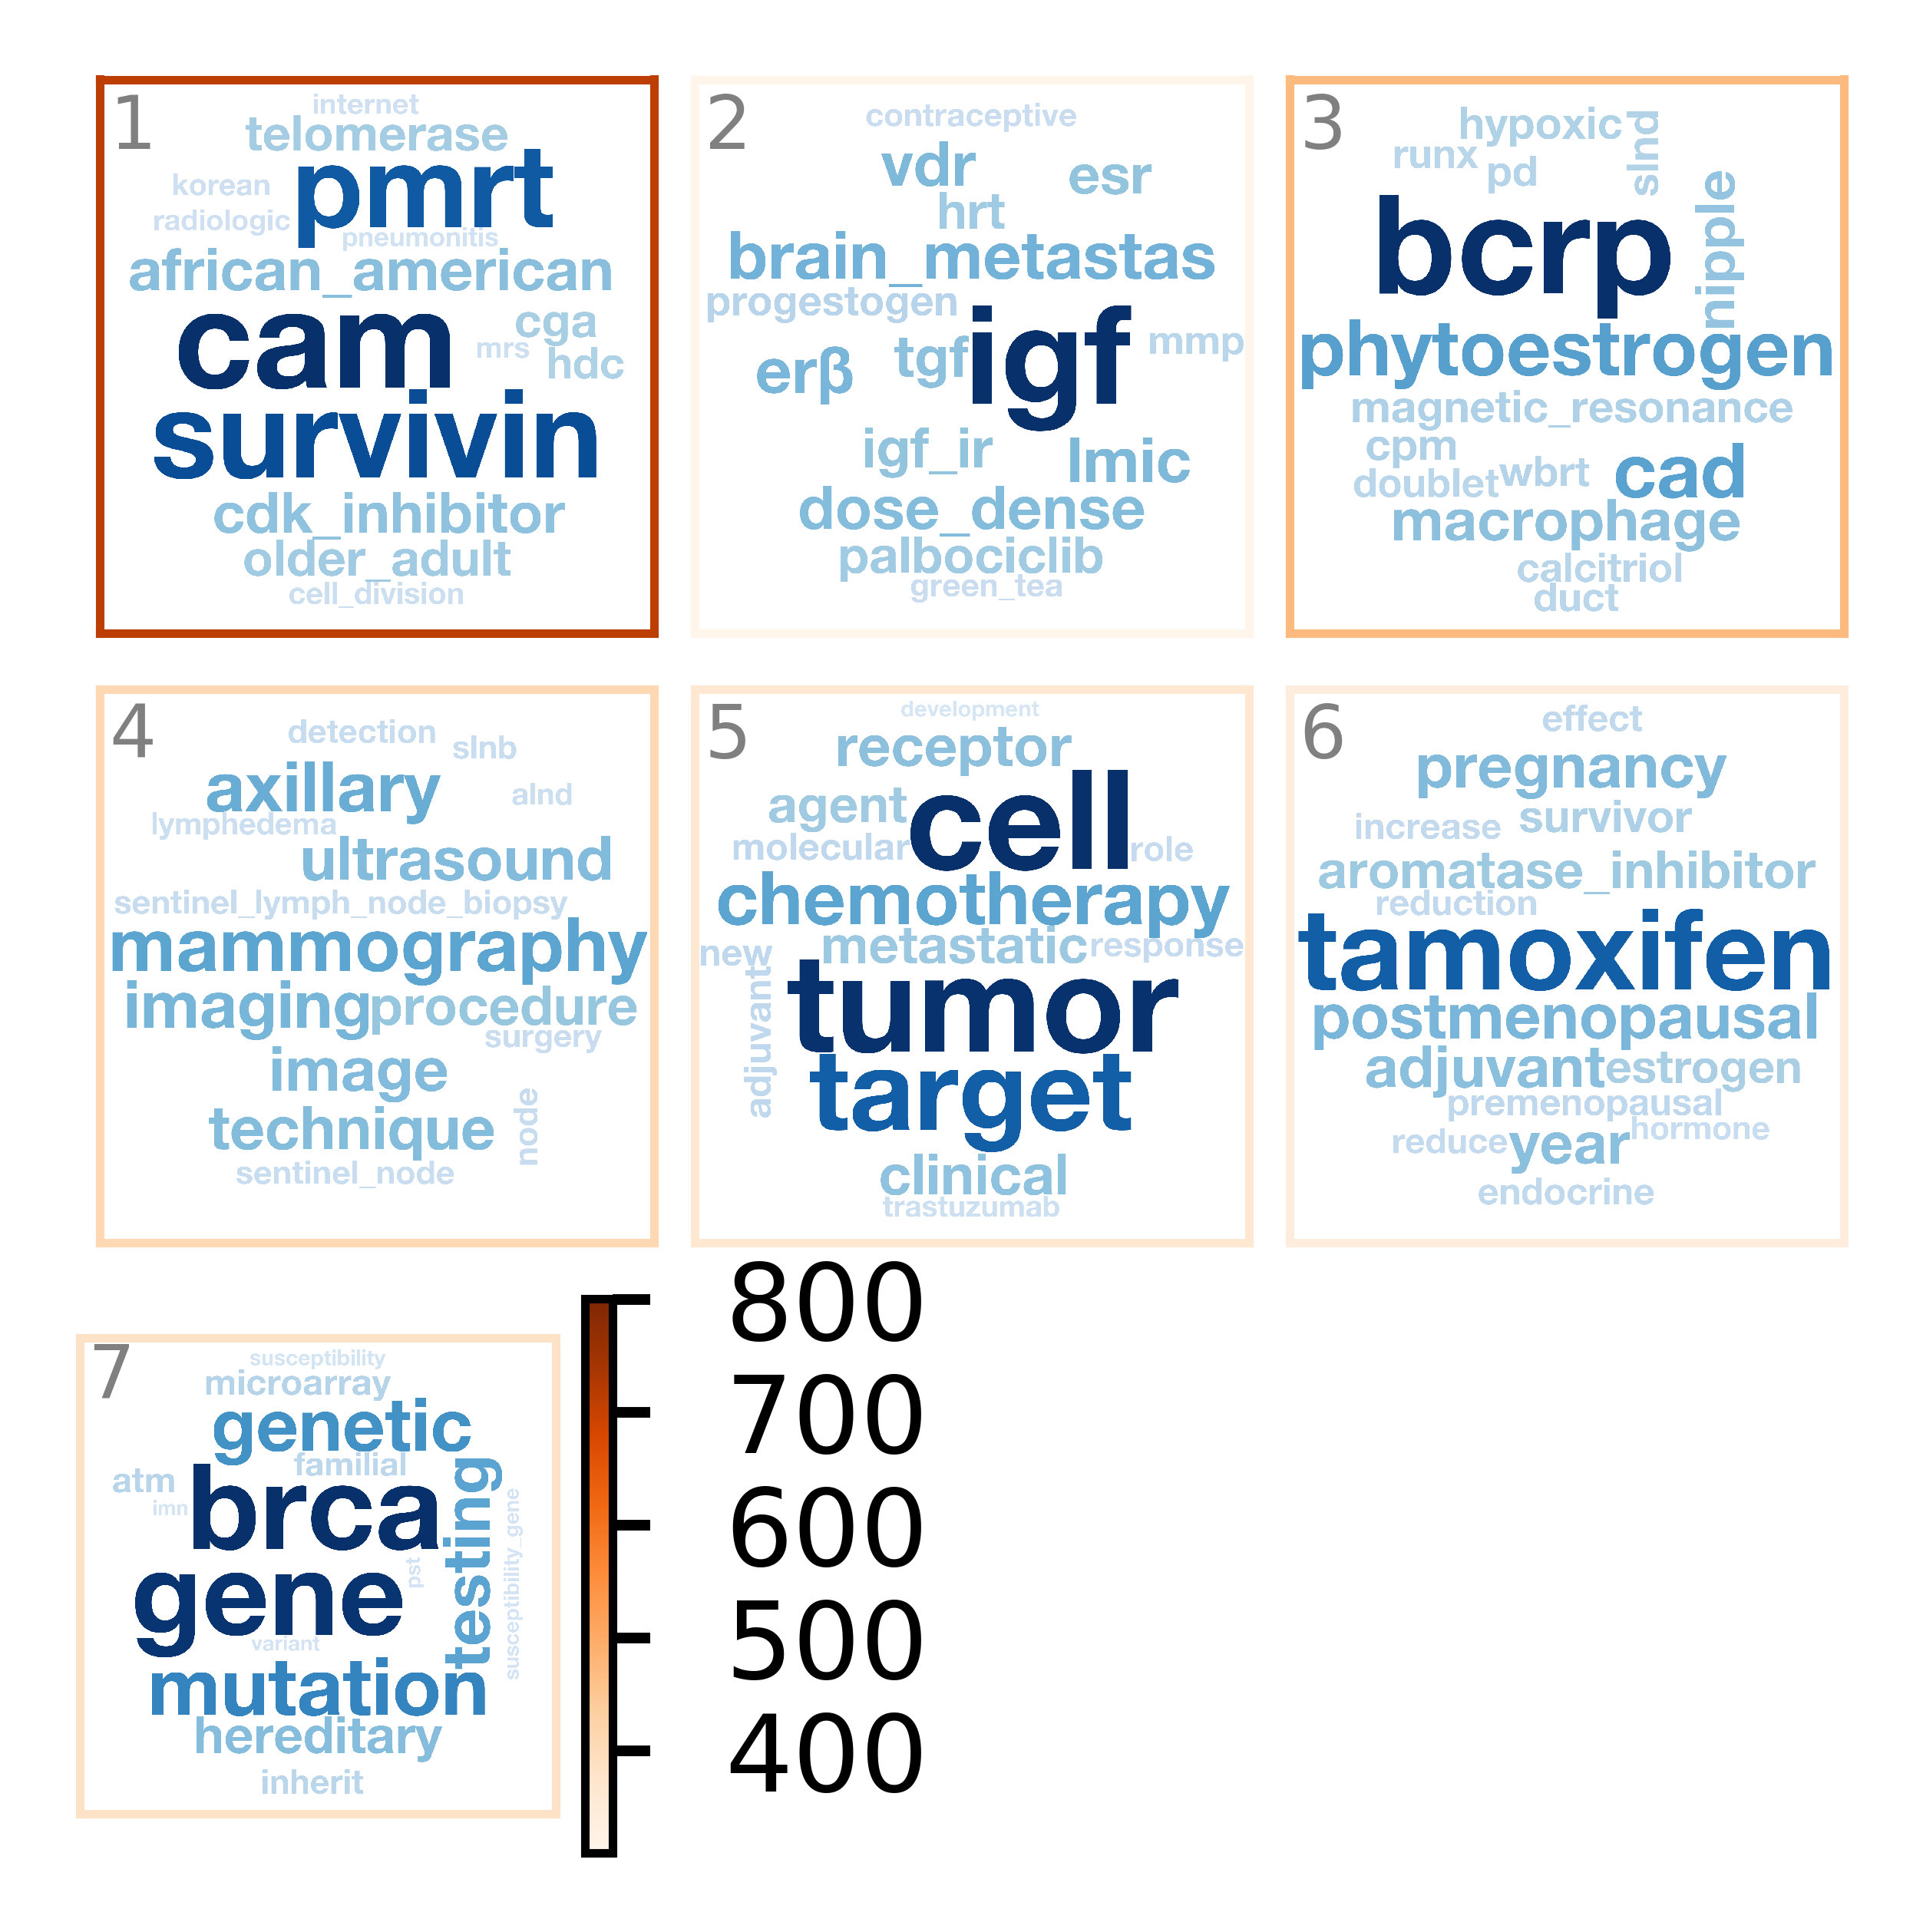 1
internet
telomerase
pmrt
korean
radiologic
pneumonitis
african_american
cam
cga
mrs
hdc
survivin
cdk_inhibitor
older_adult
cell_division
2
contraceptive
vdr
esr
hrt
brain_metastas
progestogen
igf
mmp
erβ
tgf
igf_ir
lmic
dose_dense
palbociclib
green_tea
3
hypoxic
slnd
runx
pd
nipple
bcrp
phytoestrogen
magnetic_resonance
cpm
doublet
wbrt
cad
macrophage
calcitriol
duct
4
detection
slnb
axillary
alnd
lymphedema
ultrasound
sentinel_lymph_node_biopsy
mammography
imaging
procedure
surgery
image
technique
node
sentinel_node
5
development
receptor
agent
cell
molecular
role
chemotherapy
new
metastatic
response
adjuvant
tumor
target
clinical
trastuzumab
6
effect
pregnancy
increase
survivor
aromatase_inhibitor
reduction
tamoxifen
postmenopausal
adjuvant
estrogen
premenopausal
reduce
year
hormone
endocrine
7
susceptibility
microarray
genetic
familial
atm
imn
brca
testing
susceptibility_gene
gene
pst
variant
mutation
hereditary
inherit
800
700
600
500
400